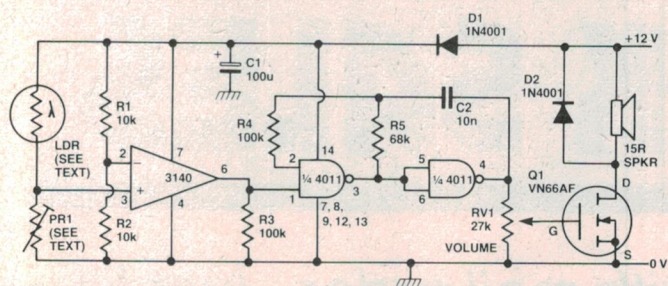 D1
1N4001
+12 V
C1
100u
+
D2
1N4001
R1
10k
R4
100k
R5
68k
C2
10n
λ
LDR
(SEE
TEXT)
7
14
15R
SPKR
2
−
3140
6
2
¼ 4011
3
5
¼ 4011
4
Q1
VN66AF
D
3
+
4
1
6
PR1
(SEE
TEXT)
R2
10k
R3
100k
7, 8,
9, 12, 13
RV1
27k
VOLUME
G
S
0 V